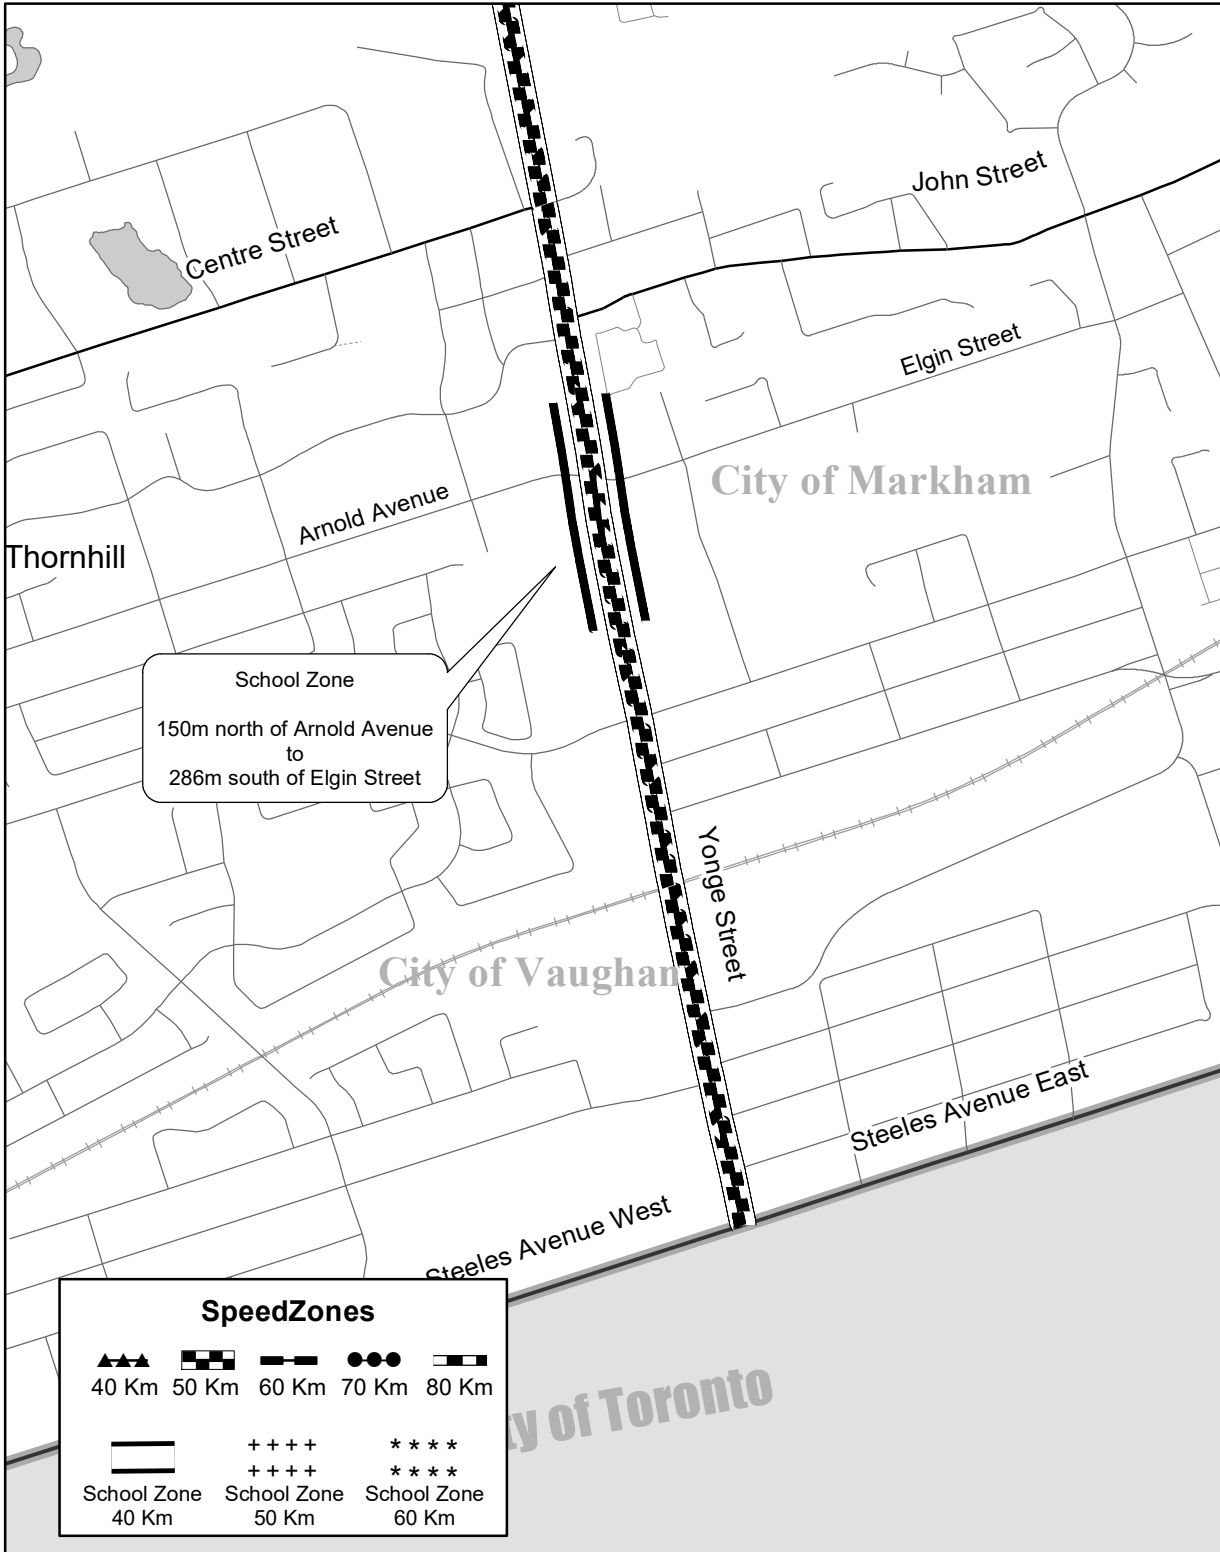 John Street
Centre Street
Elgin Street
City of Markham
Arnold Avenue
Thornhill
School Zone
150m north of Arnold Avenue
to
286m south of Elgin Street
Yonge Street
City of Vaughan
Steeles Avenue East
Steeles Avenue West
SpeedZones
40 Km 50 Km 60 Km 70 Km 80 Km
ty of Toronto
++++ ****
++++ ****
School Zone School Zone School Zone
40 Km 50 Km 60 Km